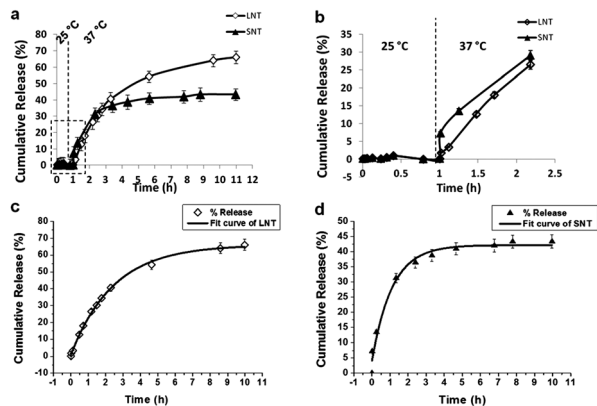 a
25 °C
37 °C
LNT
SNT
Cumulative Release (%)
80
70
60
50
40
30
20
10
0
0 1 2 3 4 5 6 7 8 9 10 11 12
Time (h)
b
LNT
SNT
25 °C
37 °C
Cumulative Release (%)
35
30
25
20
15
10
5
0
-5
0 0.5 1 1.5 2 2.5
Time (h)
c
% Release
Fit curve of LNT
Cumulative Release (%)
80
70
60
50
40
30
20
10
0
-10
-2 -1 0 1 2 3 4 5 6 7 8 9 10 11
Time (h)
d
% Release
Fit curve of SNT
Cumulative Release (%)
50
45
40
35
30
25
20
15
10
5
0
-2 -1 0 1 2 3 4 5 6 7 8 9 10 11
Time (h)